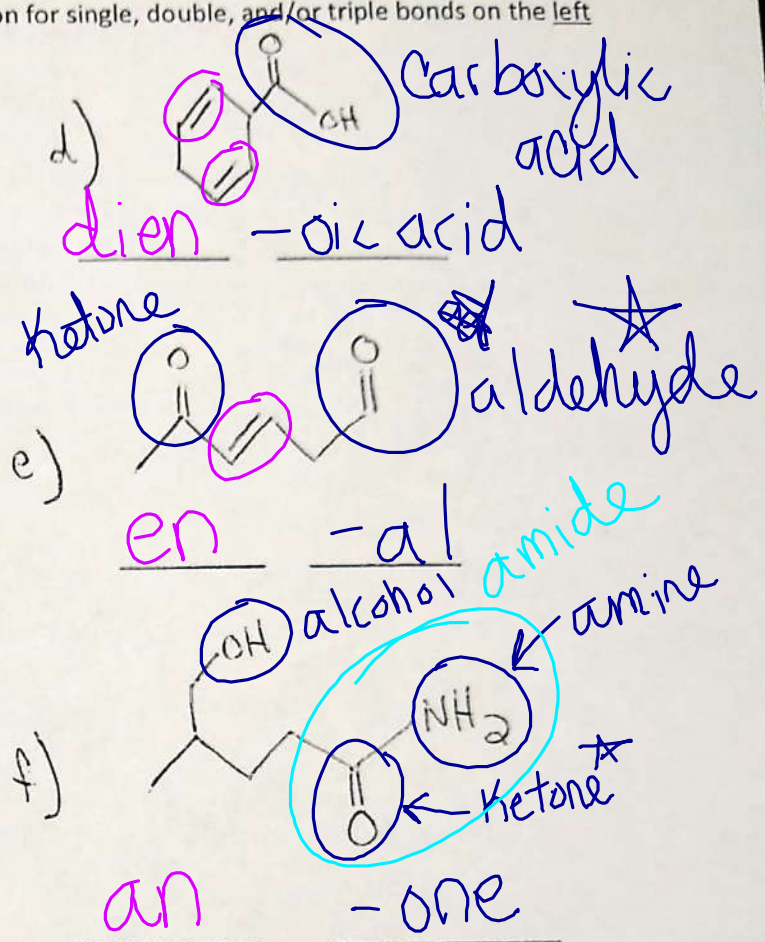 n for single, double, and/or triple bonds on the left
O
OH
Carboxylic
acid
d)
dien -oic acid
Ketone
O
O
aldehyde
e)
en -al
amide
OH
alcohol
amine
NH2
f)
Ketone
O
an -one